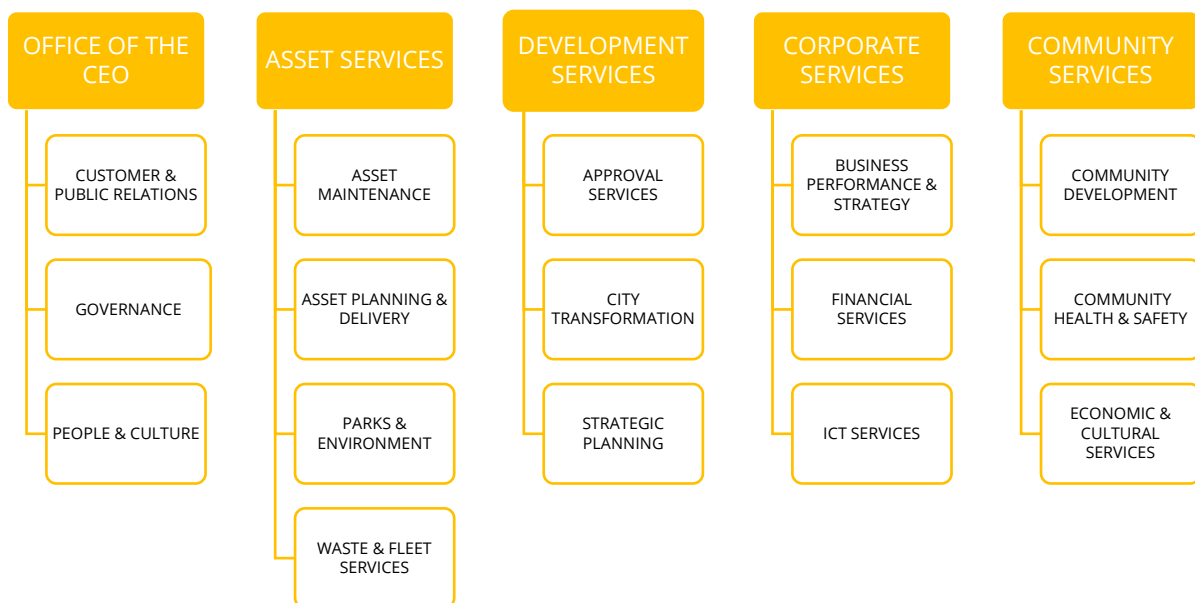 OFFICE OF THE
CEO
CUSTOMER &
PUBLIC RELATIONS
GOVERNANCE
PEOPLE & CULTURE
ASSET SERVICES
ASSET
MAINTENANCE
ASSET PLANNING &
DELIVERY
PARKS &
ENVIRONMENT
WASTE & FLEET
SERVICES
DEVELOPMENT
SERVICES
APPROVAL
SERVICES
CITY
TRANSFORMATION
STRATEGIC
PLANNING
CORPORATE
SERVICES
BUSINESS
PERFORMANCE &
STRATEGY
FINANCIAL
SERVICES
ICT SERVICES
COMMUNITY
SERVICES
COMMUNITY
DEVELOPMENT
COMMUNITY
HEALTH & SAFETY
ECONOMIC &
CULTURAL
SERVICES